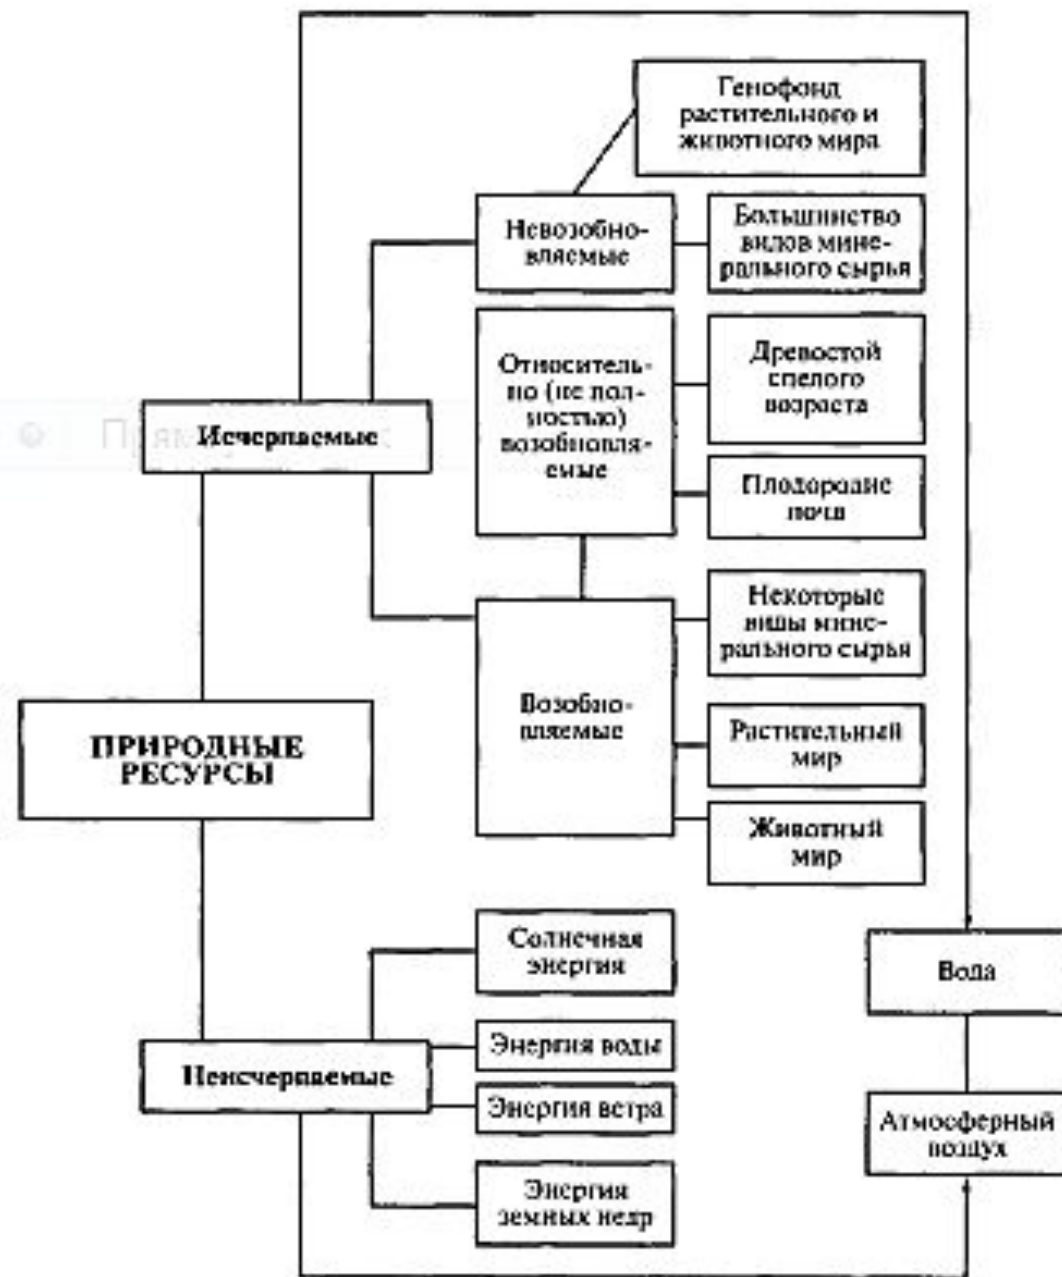 Генофонд
растительного и
животного мира
Невозобно-
вляемые
Большинство
видов мине-
рального сырья
Относитель-
но (не пол-
ностью)
возобновля-
емые
Древостой
спелого
возраста
Исчерпаемые
Плодородие
почв
Некоторые
виды мине-
рального сырья
Возобно-
вляемые
Растительный
мир
ПРИРОДНЫЕ
РЕСУРСЫ
Животный
мир
Солнечная
энергия
Вода
Энергия воды
Неисчерпаемые
Энергия ветра
Атмосферный
воздух
Энергия
земных недр